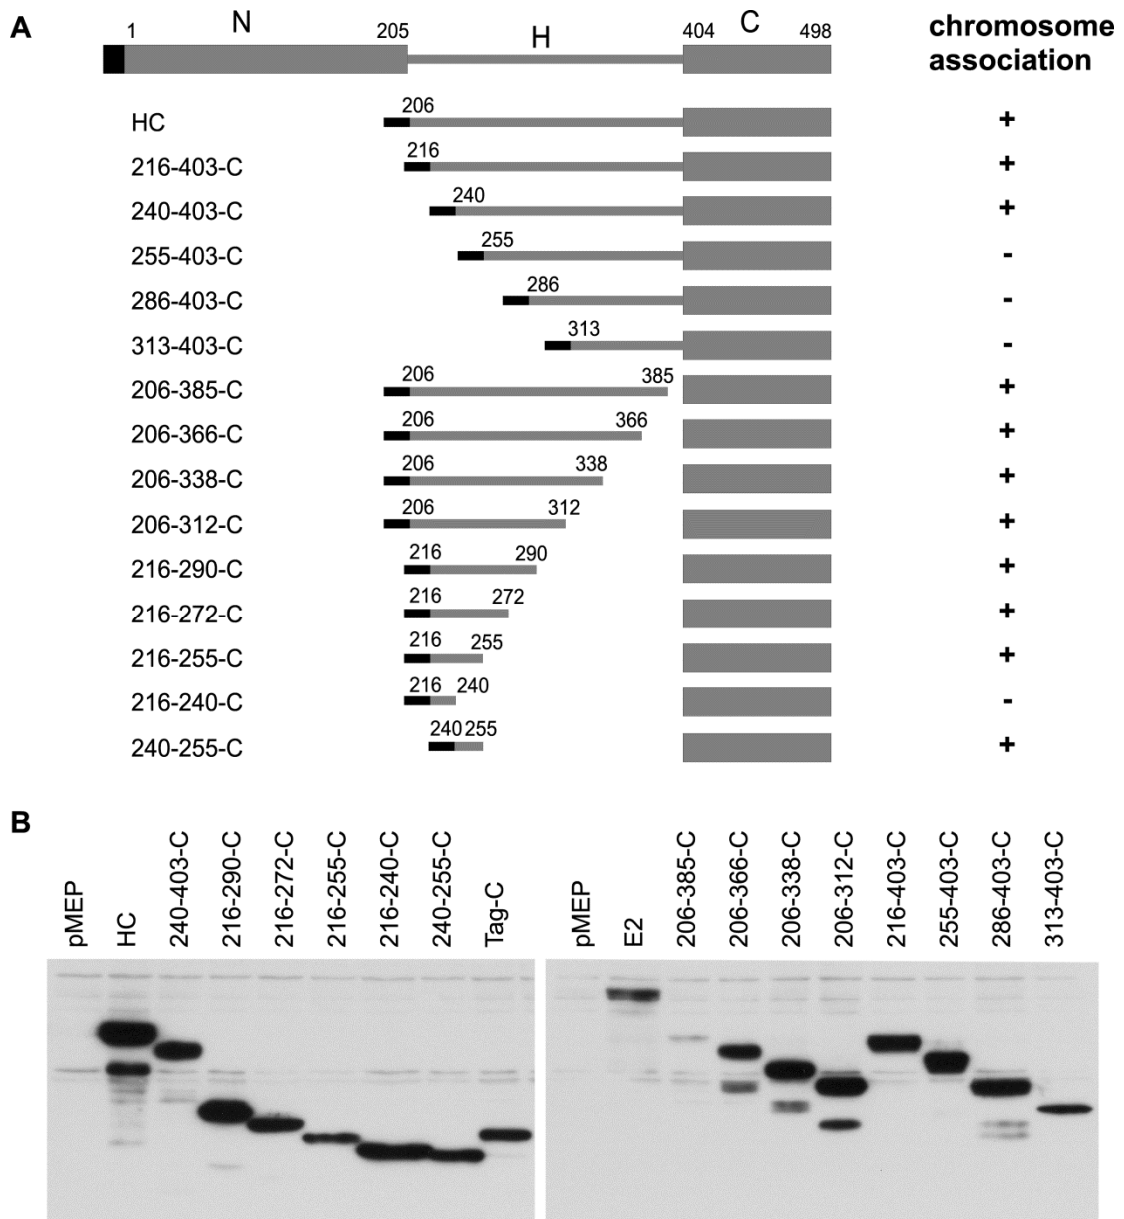 A
1 N 205 H 404 C 498
chromosome
association
HC 206 +
216-403-C 216 +
240-403-C 240 +
255-403-C 255 -
286-403-C 286 -
313-403-C 313 -
206-385-C 206 385 +
206-366-C 206 366 +
206-338-C 206 338 +
206-312-C 206 312 +
216-290-C 216 290 +
216-272-C 216 272 +
216-255-C 216 255 +
216-240-C 216 240 -
240-255-C 240 255 +
B
pMEP
HC
240-403-C
216-290-C
216-272-C
216-255-C
216-240-C
240-255-C
Tag-C
pMEP
E2
206-385-C
206-366-C
206-338-C
206-312-C
216-403-C
255-403-C
286-403-C
313-403-C